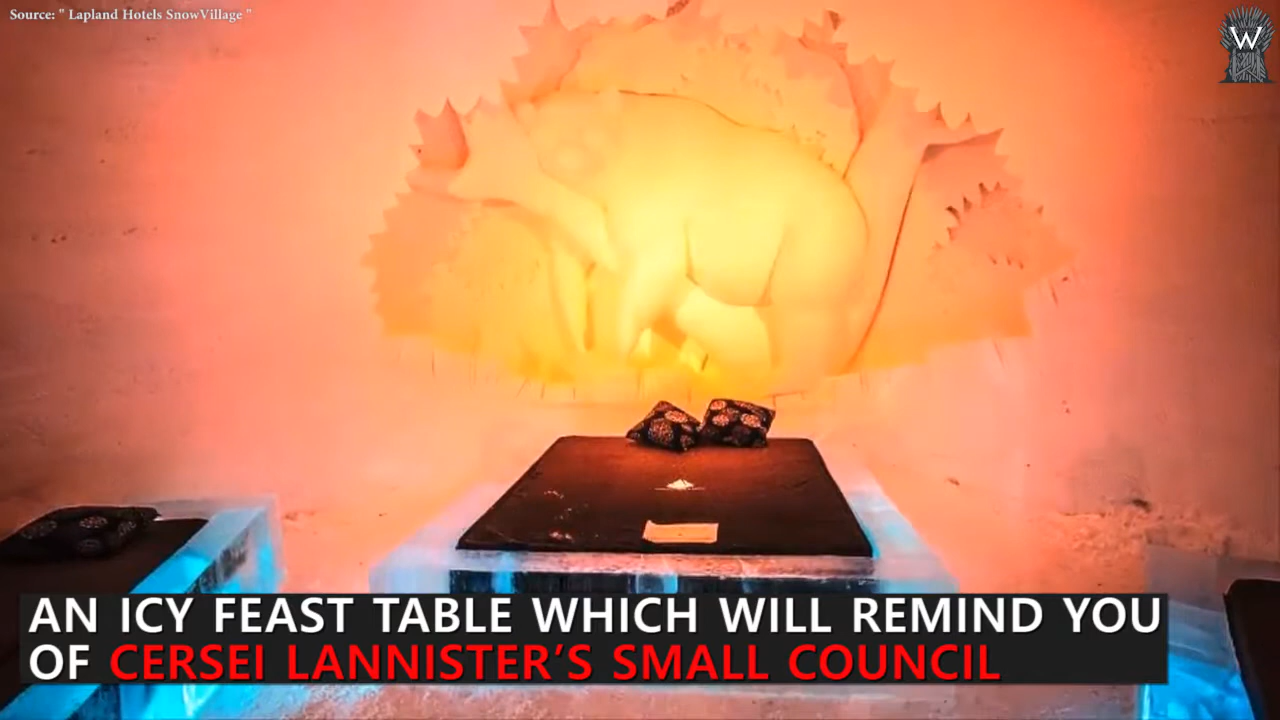 Source: " Lapland Hotels SnowVillage "
W
AN ICY FEAST TABLE WHICH WILL REMIND YOU
OF CERSEI LANNISTER'S SMALL COUNCIL